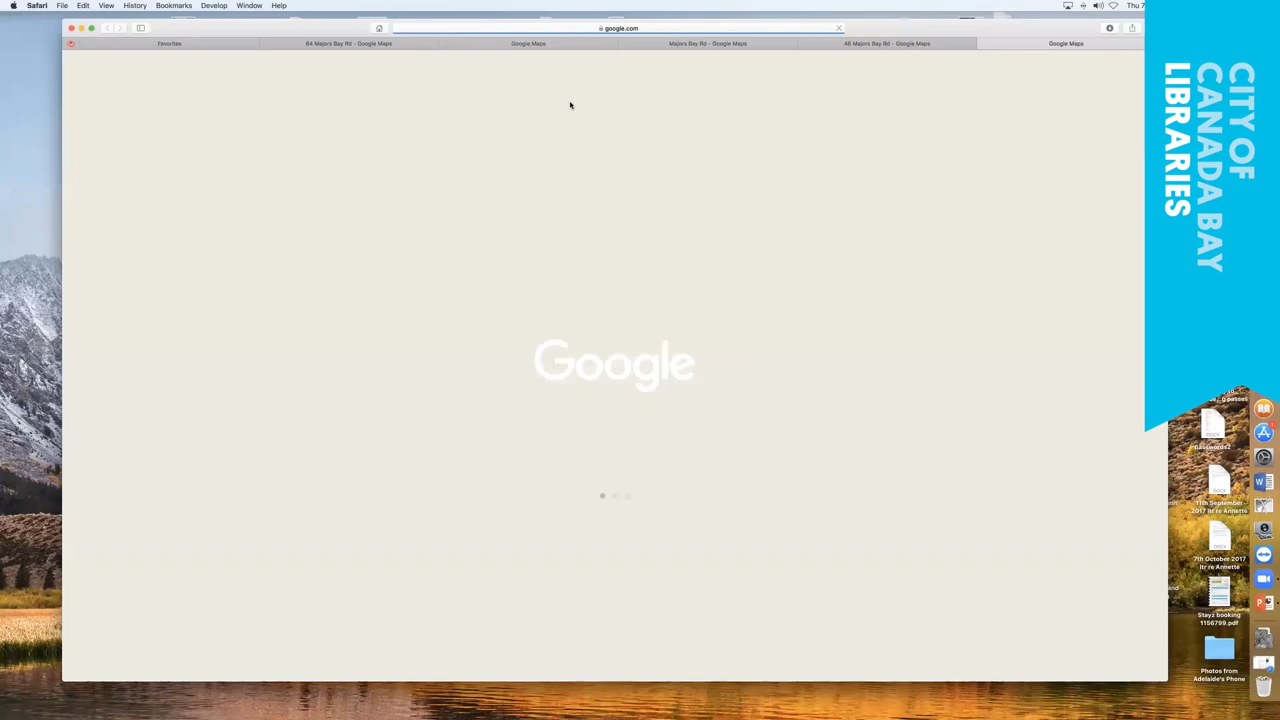 Safari File Edit View History Bookmarks Develop Window Help
Thu 7
google.com
Favorites
64 Majors Bay Rd - Google Maps
Google Maps
Majors Bay Rd - Google Maps
46 Majors Bay Rd - Google Maps
Google Maps
Google
CITY OF
CANADA BAY
LIBRARIES
passwords2
11th September
2017 ltr re Annette
7th October 2017
ltr re Annette
Stayz booking
1156799.pdf
Photos from
Adelaide's Phone